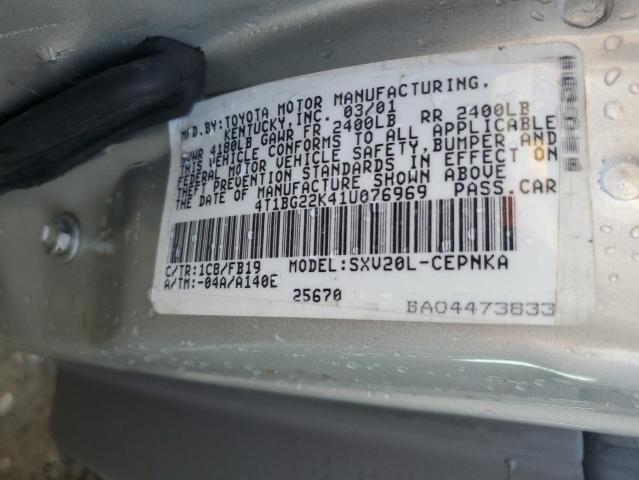 MFD.BY:TOYOTA MOTOR MANUFACTURING,
KENTUCKY,INC. 03/01
GVWR 4180LB GAWR FR 2400LB RR 2400LB
THIS VEHICLE CONFORMS TO ALL APPLICABLE
FEDERAL MOTOR VEHICLE SAFETY,BUMPER AND
THEFT PREVENTION STANDARDS IN EFFECT ON
THE DATE OF MANUFACTURE SHOWN ABOVE
4T1BG22K41U076969 PASS.CAR
C/TR:1C8/FB19 MODEL:SXV20L-CEPNKA
A/TM:-04A/A140E
25670
BA04473833